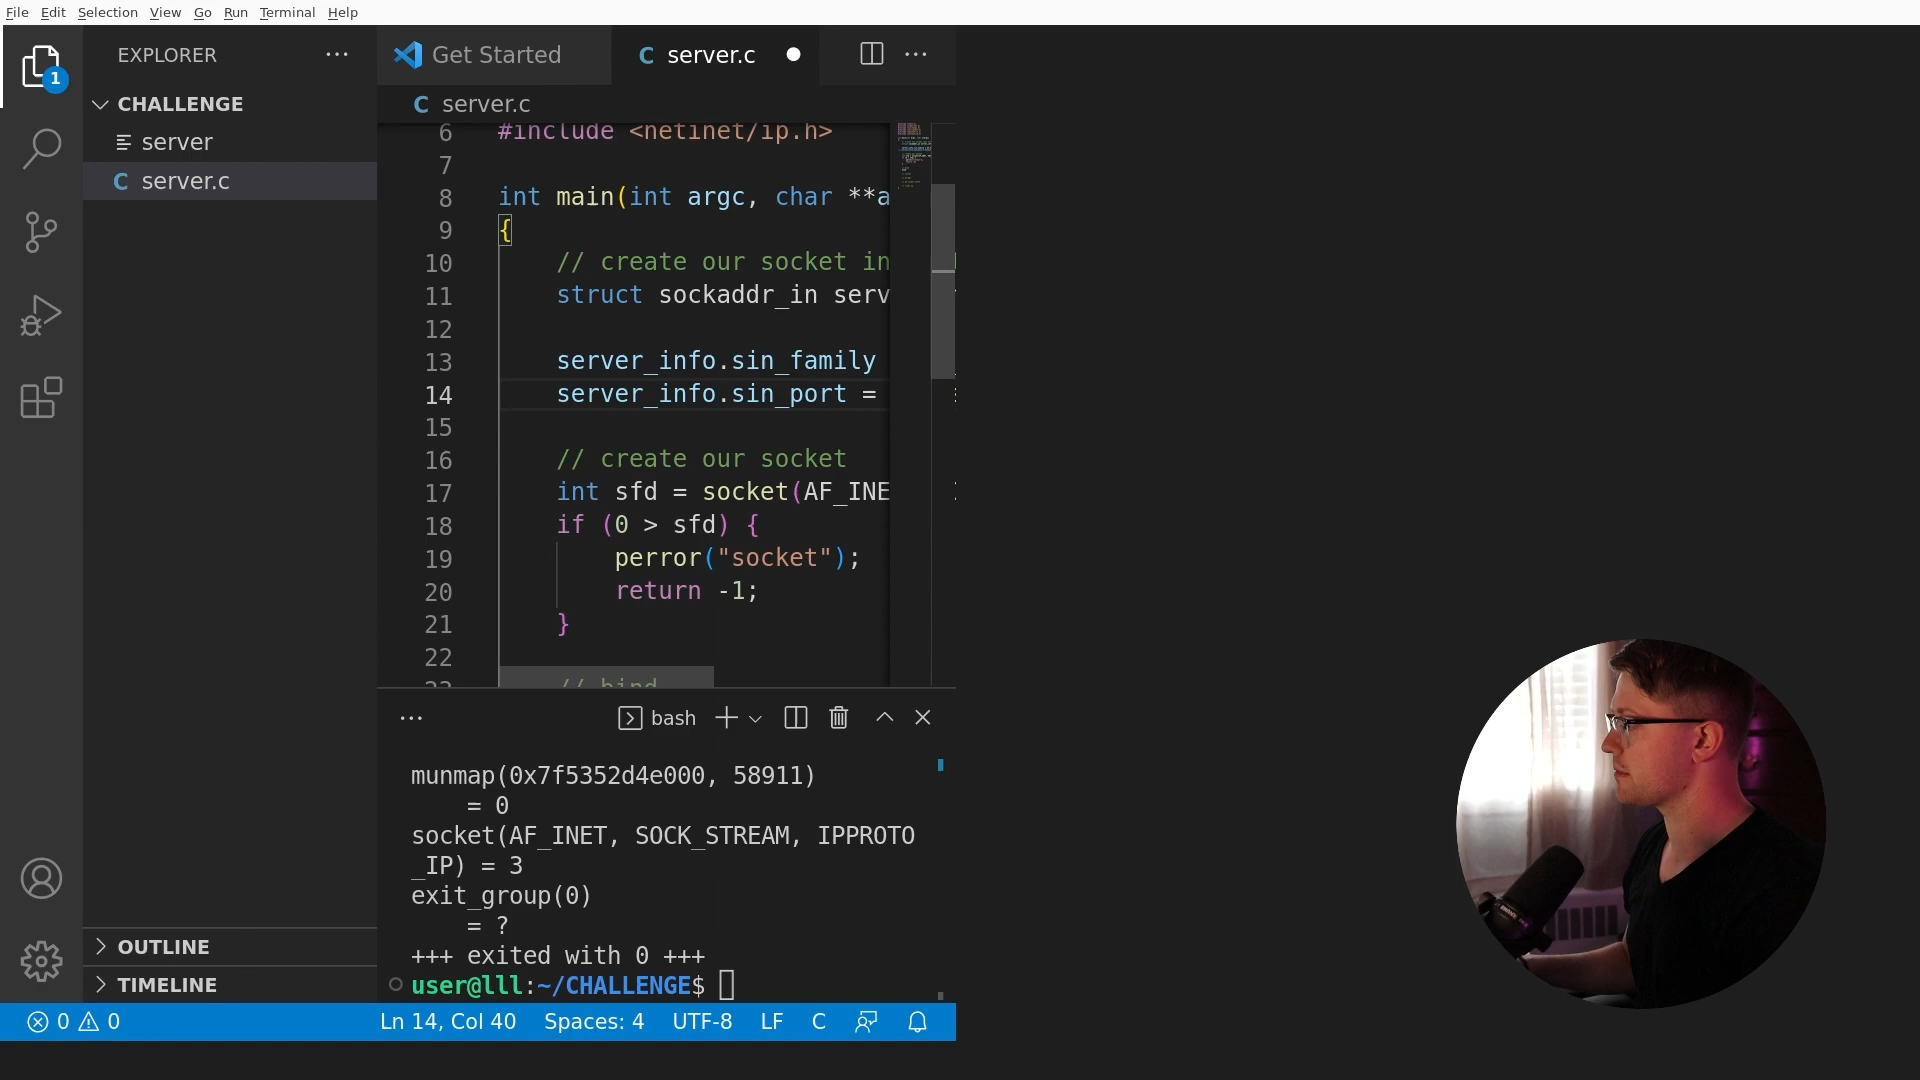 File Edit Selection View Go Run Terminal Help
EXPLORER
Get Started
server.c
1
CHALLENGE
server
server.c
server.c
6 #include <netinet/ip.h>
7
8 int main(int argc, char **a
9 {
10 // create our socket in
11 struct sockaddr_in serv
12
13 server_info.sin_family
14 server_info.sin_port =
15
16 // create our socket
17 int sfd = socket(AF_INE
18 if (0 > sfd) {
19 perror("socket");
20 return -1;
21 }
22
23 // bind
bash
munmap(0x7f5352d4e000, 58911)
= 0
socket(AF_INET, SOCK_STREAM, IPPROTO
_IP) = 3
exit_group(0)
= ?
+++ exited with 0 +++
user@lll:~/CHALLENGE$
OUTLINE
TIMELINE
0 0 Ln 14, Col 40 Spaces: 4 UTF-8 LF C